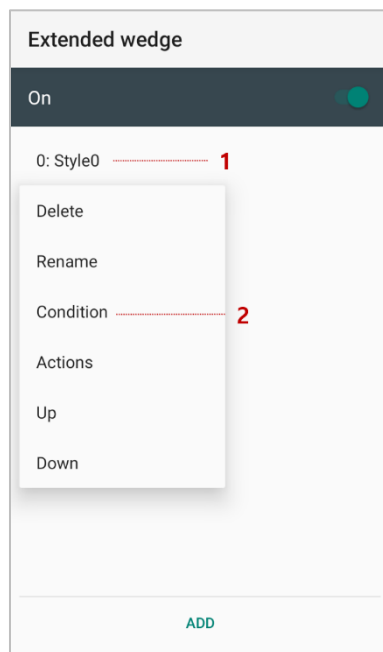 Extended wedge
On
0: Style0 1
Delete
Rename
Condition 2
Actions
Up
Down
ADD